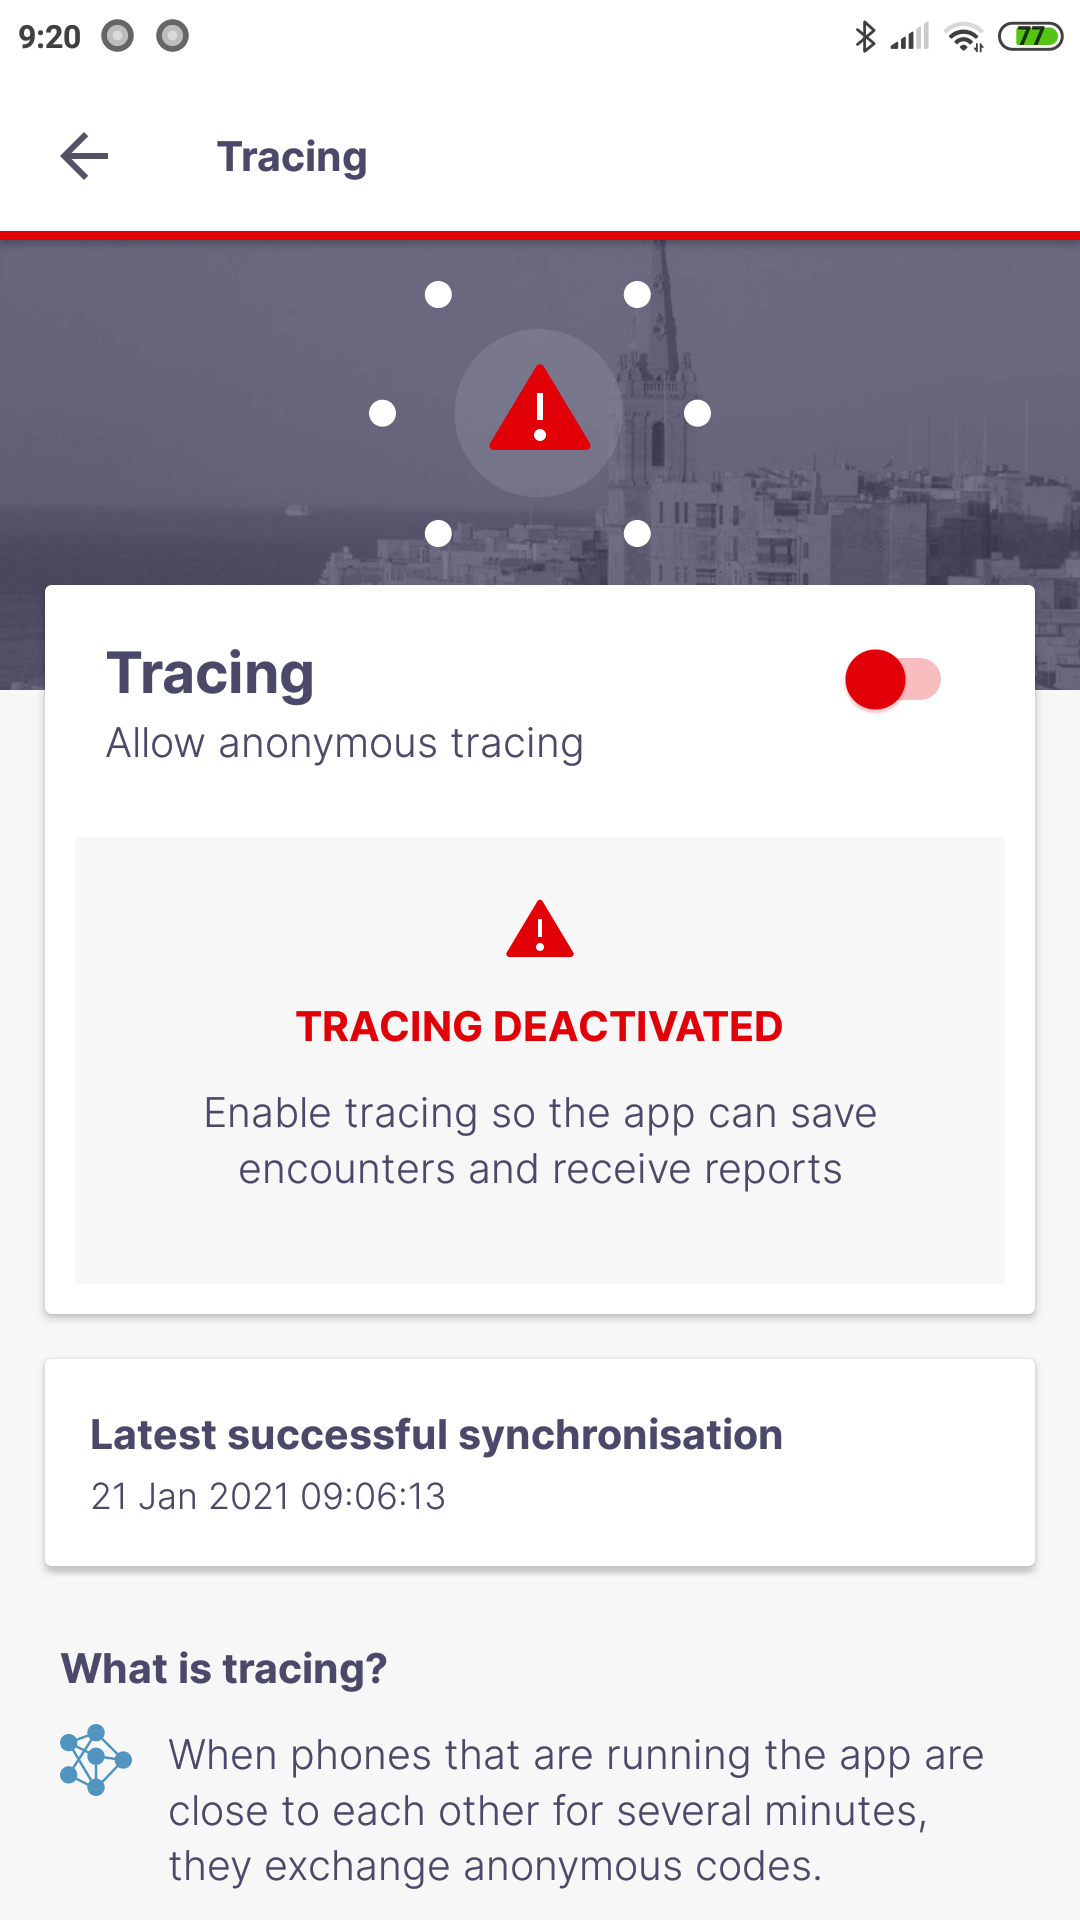 9:20
77
Tracing
Tracing
Allow anonymous tracing
TRACING DEACTIVATED
Enable tracing so the app can save
encounters and receive reports
Latest successful synchronisation
21 Jan 2021 09:06:13
What is tracing?
When phones that are running the app are
close to each other for several minutes,
they exchange anonymous codes.